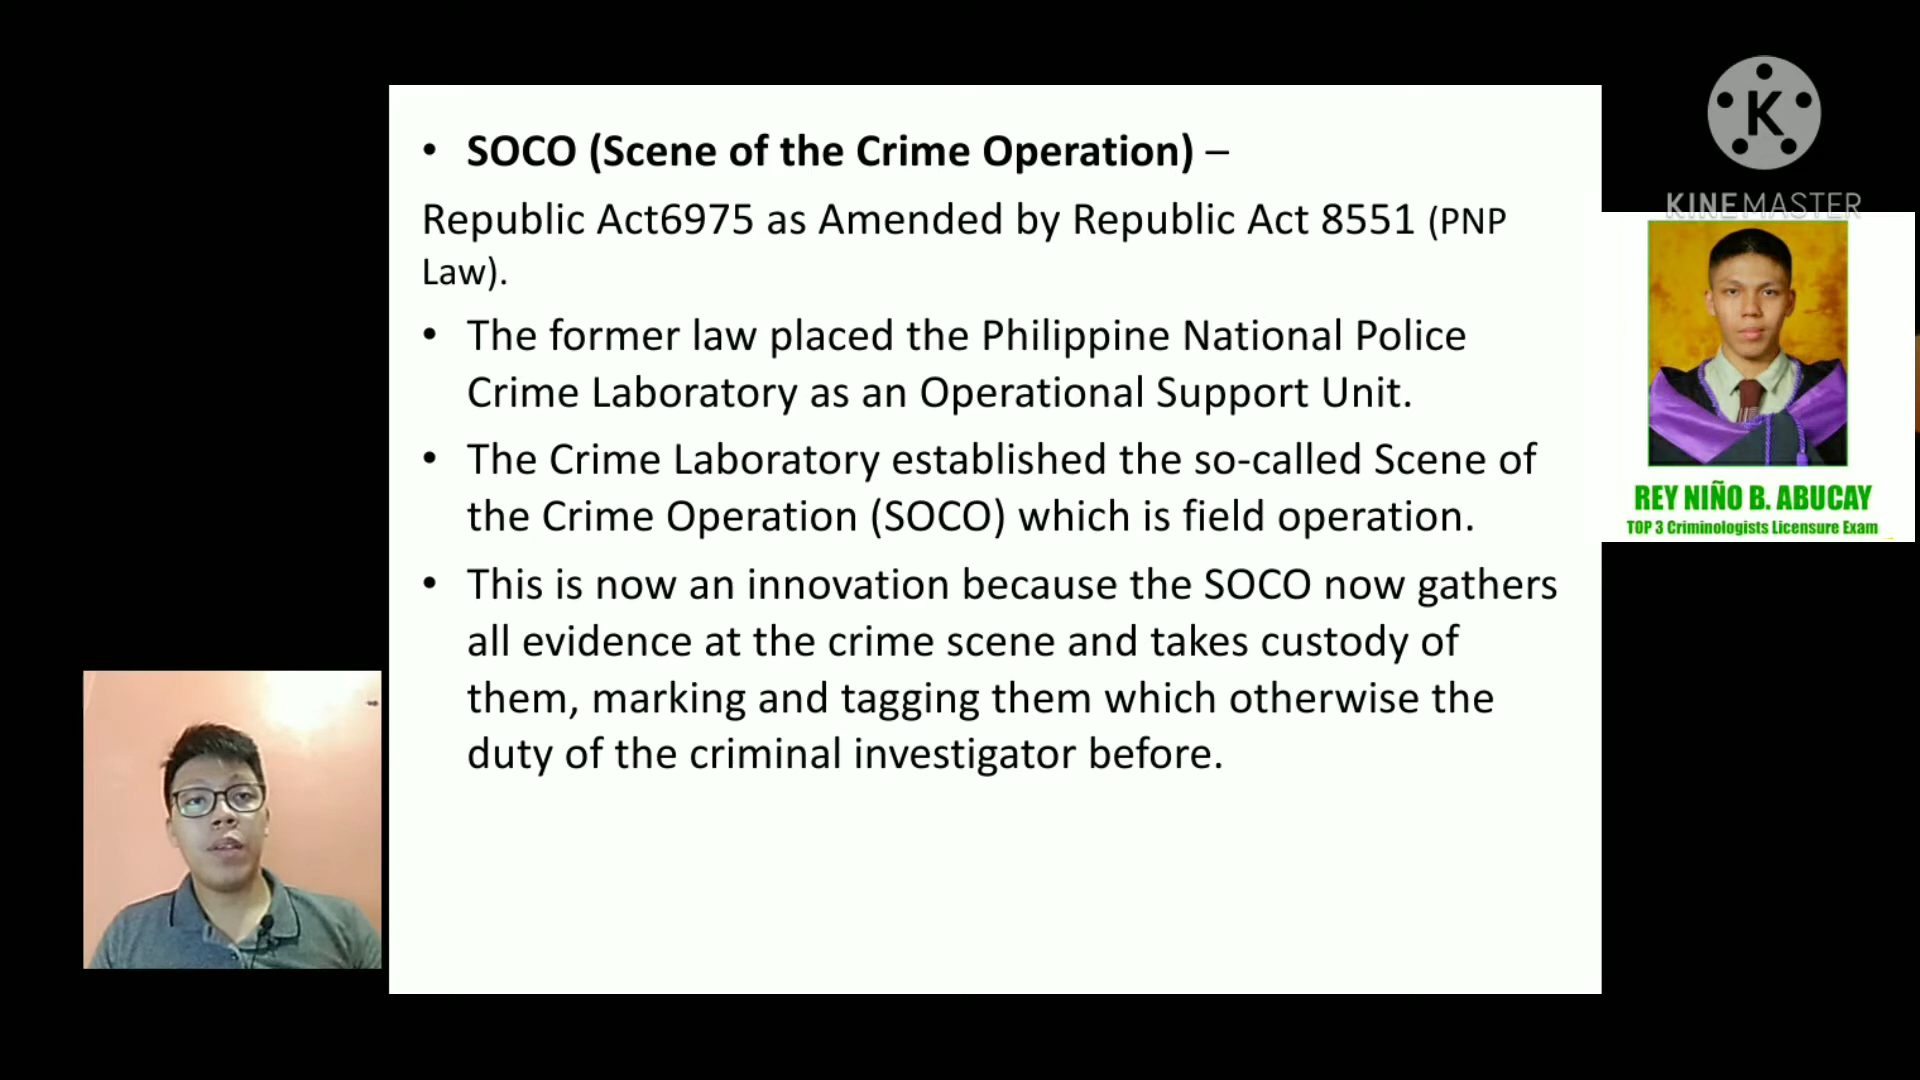 • SOCO (Scene of the Crime Operation) –
Republic Act6975 as Amended by Republic Act 8551 (PNP
Law).
• The former law placed the Philippine National Police
Crime Laboratory as an Operational Support Unit.
• The Crime Laboratory established the so-called Scene of
the Crime Operation (SOCO) which is field operation.
• This is now an innovation because the SOCO now gathers
all evidence at the crime scene and takes custody of
them, marking and tagging them which otherwise the
duty of the criminal investigator before.
K
KINEMASTER
REY NIÑO B. ABUCAY
TOP 3 Criminologists Licensure Exam